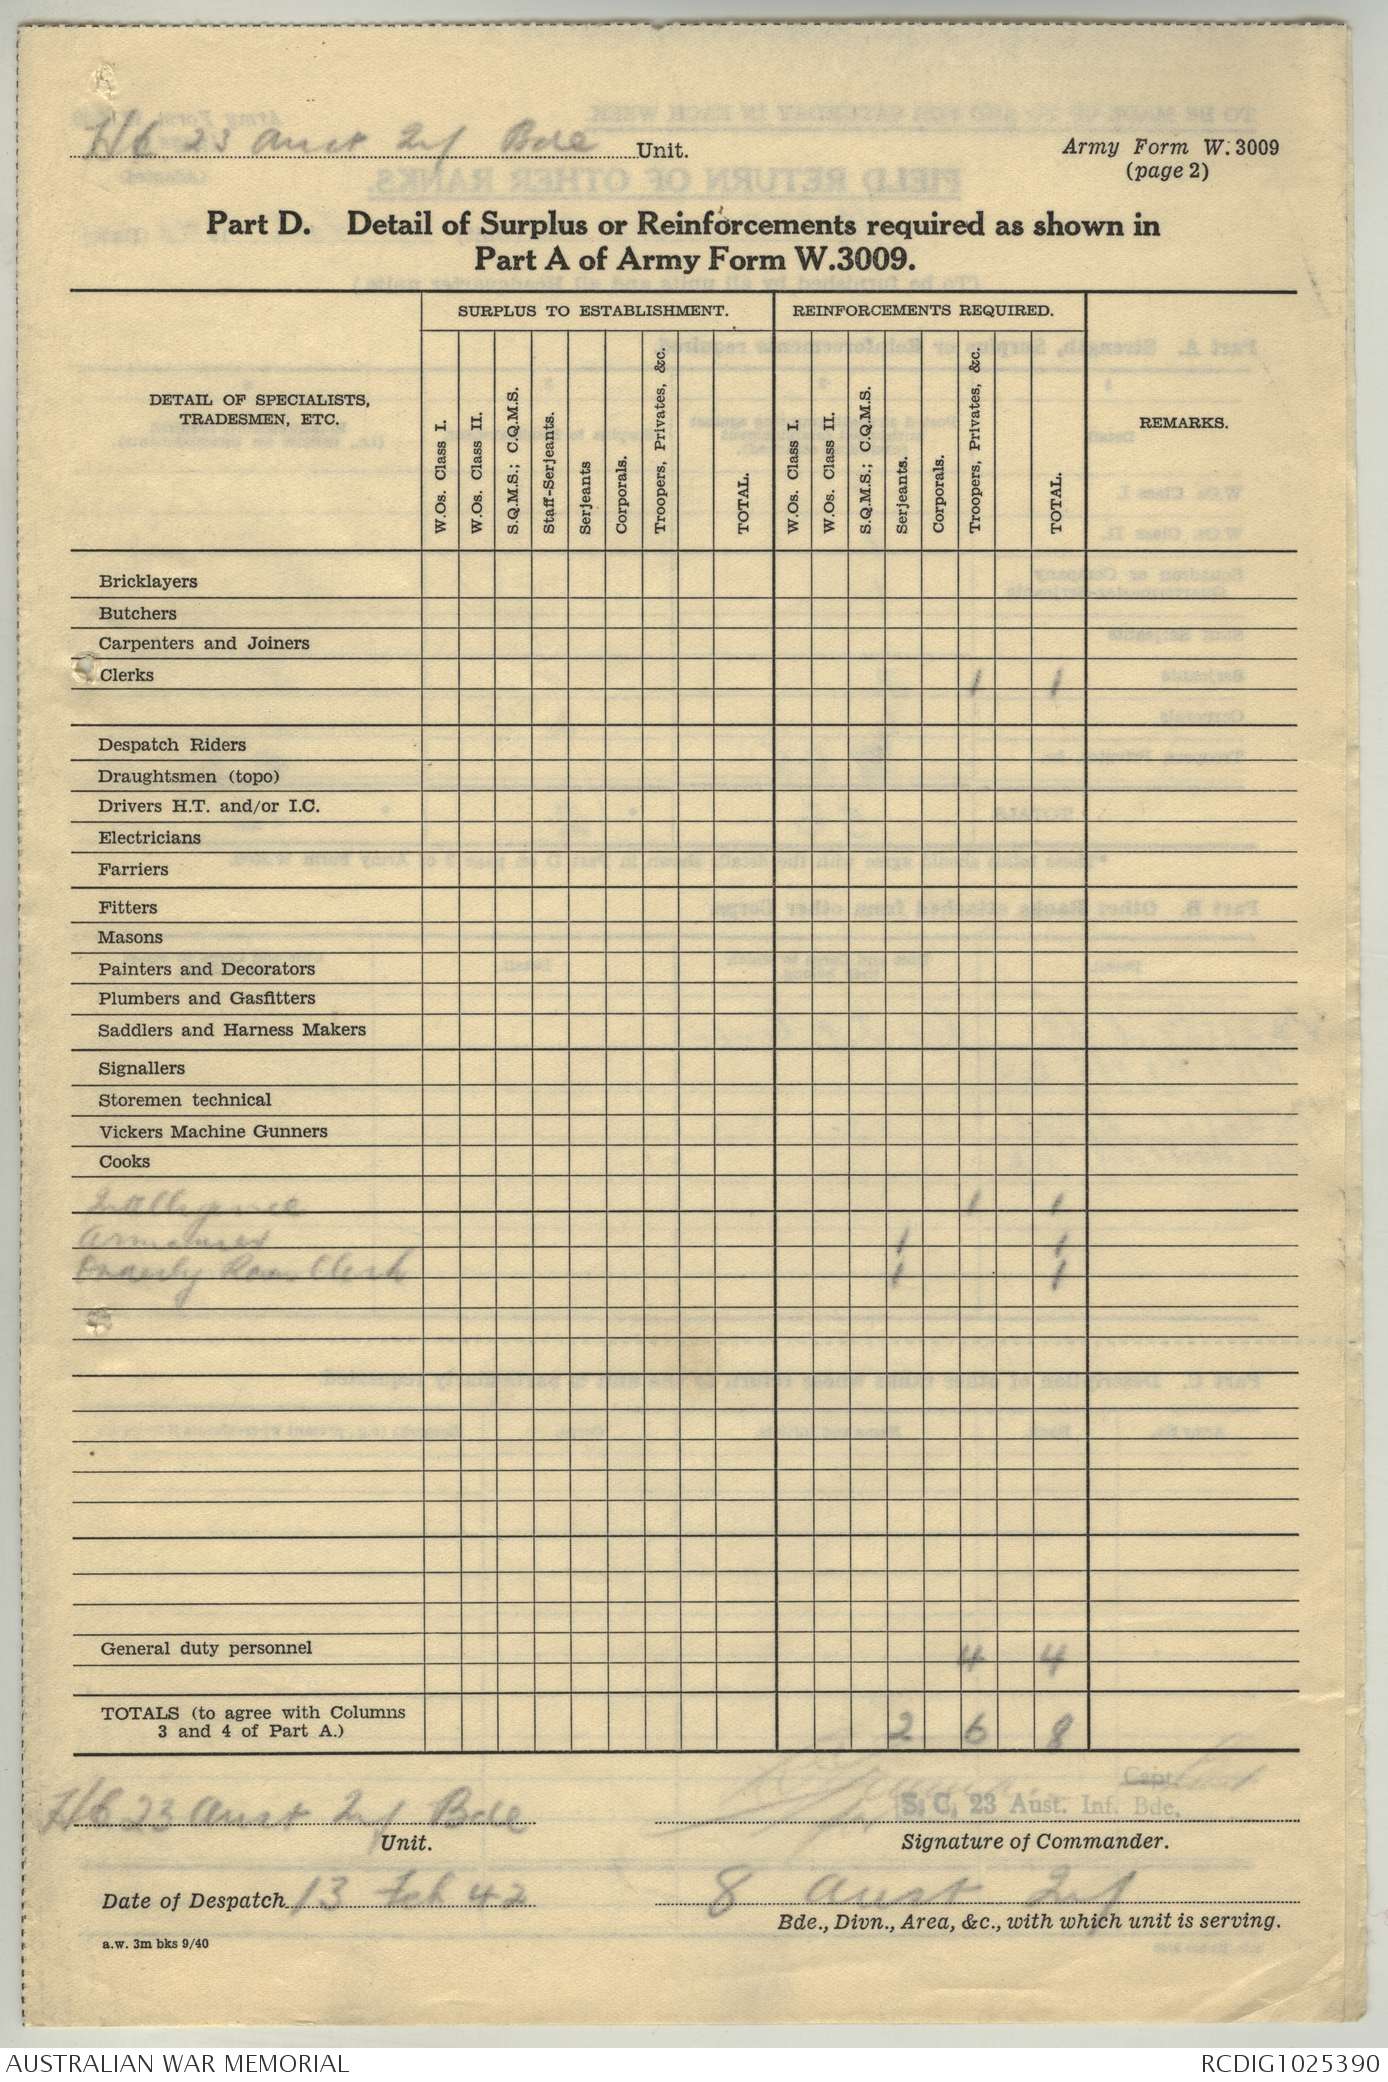 HQ 23 Aust Inf Bde Unit.
Army Form W.3009
(page 2)
Part D. Detail of Surplus or Reinforcements required as shown in
Part A of Army Form W.3009.
DETAIL OF SPECIALISTS,
TRADESMEN, ETC.
SURPLUS TO ESTABLISHMENT.
W.Os. Class I.
W.Os. Class II.
S.Q.M.S.; C.Q.M.S.
Staff-Serjeants.
Serjeants
Corporals.
Troopers, Privates, &c.
TOTAL.
REINFORCEMENTS REQUIRED.
W.Os. Class I.
W.Os. Class II.
S.Q.M.S.; C.Q.M.S.
Serjeants.
Corporals.
Troopers, Privates, &c.
TOTAL.
REMARKS.
Bricklayers
Butchers
Carpenters and Joiners
Clerks 1 1
Despatch Riders
Draughtsmen (topo)
Drivers H.T. and/or I.C.
Electricians
Farriers
Fitters
Masons
Painters and Decorators
Plumbers and Gasfitters
Saddlers and Harness Makers
Signallers
Storemen technical
Vickers Machine Gunners
Cooks
Intelligence 1 1
Armourer 1 1
Orderly Room Clerk 1 1
General duty personnel 4 4
TOTALS (to agree with Columns
3 and 4 of Part A.) 2 6 8
Capt.
HQ 23 Aust Inf Bde
S.C. 23 Aust. Inf. Bde.
Unit.
Signature of Commander.
Date of Despatch 13 Feb 42
8 Aust Inf
Bde., Divn., Area, &c., with which unit is serving.
a.w. 3m bks 9/40
AUSTRALIAN WAR MEMORIAL
RCDIG1025390